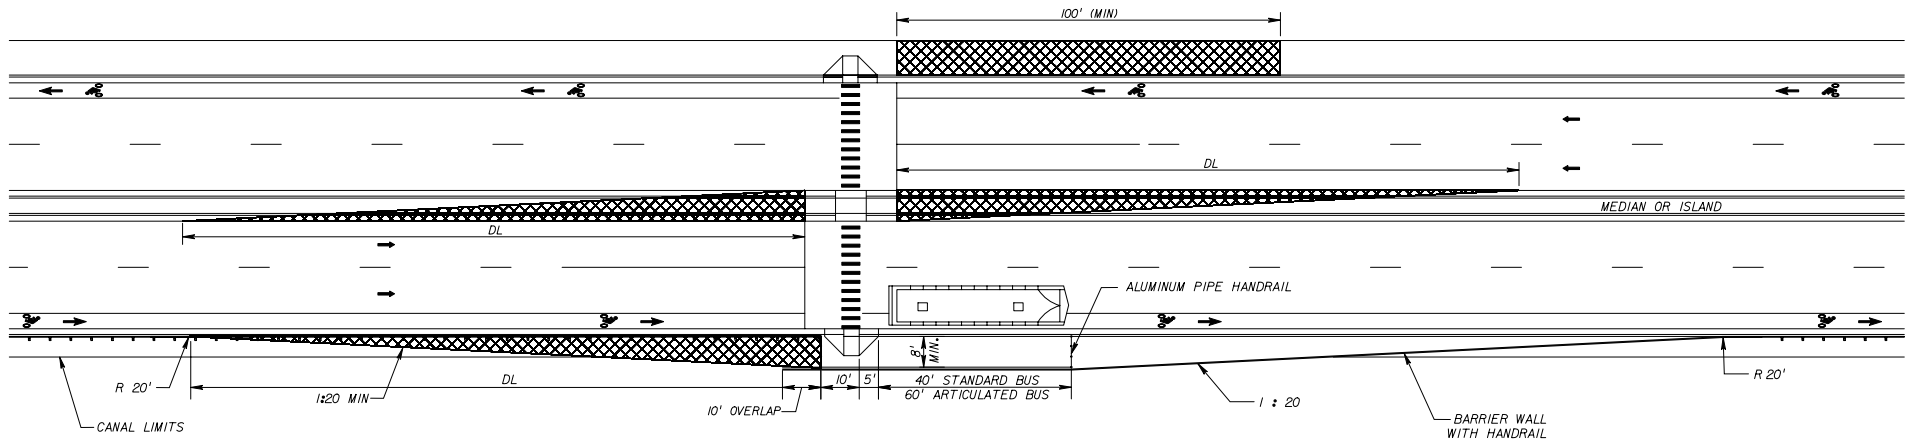 100' (MIN)
DL
MEDIAN OR ISLAND
DL
ALUMINUM PIPE HANDRAIL
8'
MIN.
R 20'
DL
10'
5'
40' STANDARD BUS
60' ARTICULATED BUS
R 20'
1:20 MIN
10' OVERLAP
1 : 20
CANAL LIMITS
BARRIER WALL
WITH HANDRAIL